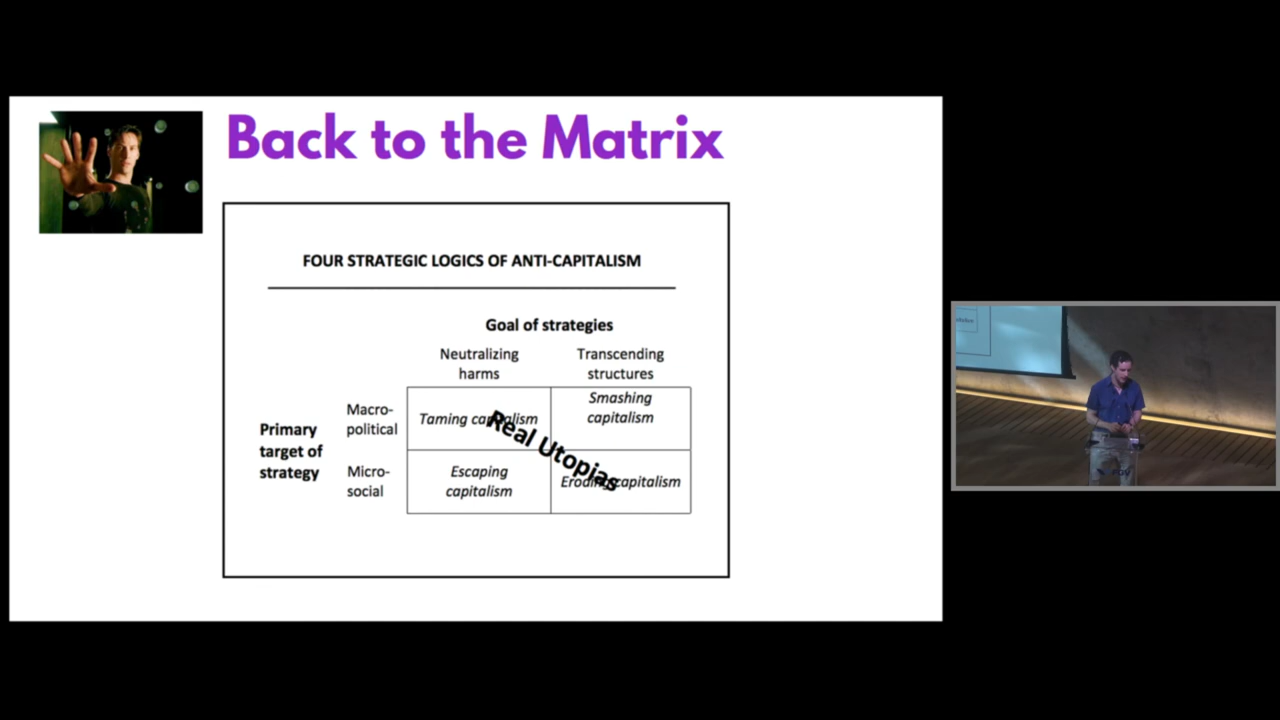 Back to the Matrix
FOUR STRATEGIC LOGICS OF ANTI-CAPITALISM
Goal of strategies
Neutralizing
harms
Transcending
structures
Primary
target of
strategy
Macro-
political
Taming capitalism
Smashing
capitalism
Real Utopias
Micro-
social
Escaping
capitalism
Eroding capitalism
FGV